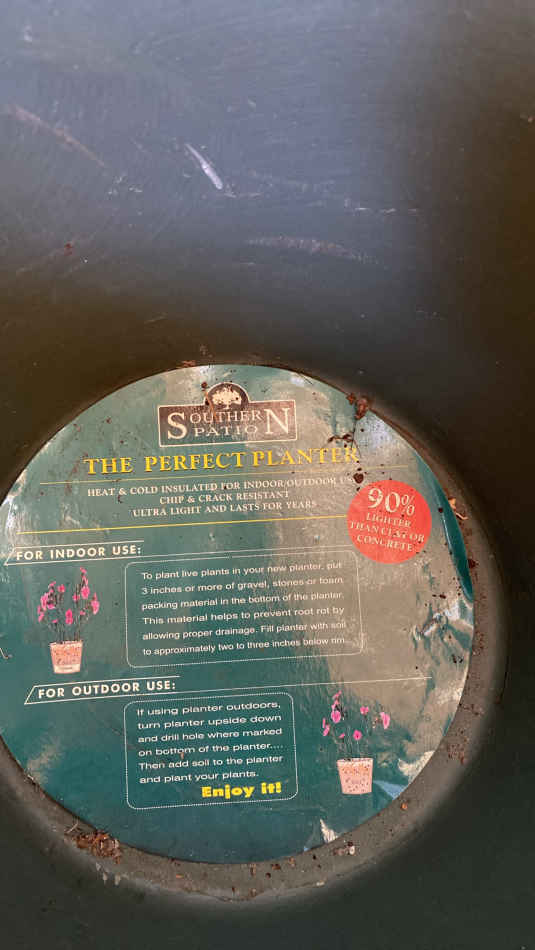 SOUTHERN
PATIO
THE PERFECT PLANTER
HEAT & COLD INSULATED FOR INDOOR/OUTDOOR USE
CHIP & CRACK RESISTANT
ULTRA LIGHT AND LASTS FOR YEARS
90%
LIGHTER
THAN CLAY OR
CONCRETE
FOR INDOOR USE:
To plant live plants in your new planter, put
3 inches or more of gravel, stones or foam
packing material in the bottom of the planter.
This material helps to prevent root rot by
allowing proper drainage. Fill planter with soil
to approximately two to three inches below rim.
FOR OUTDOOR USE:
If using planter outdoors,
turn planter upside down
and drill hole where marked
on bottom of the planter....
Then add soil to the planter
and plant your plants.
Enjoy it!